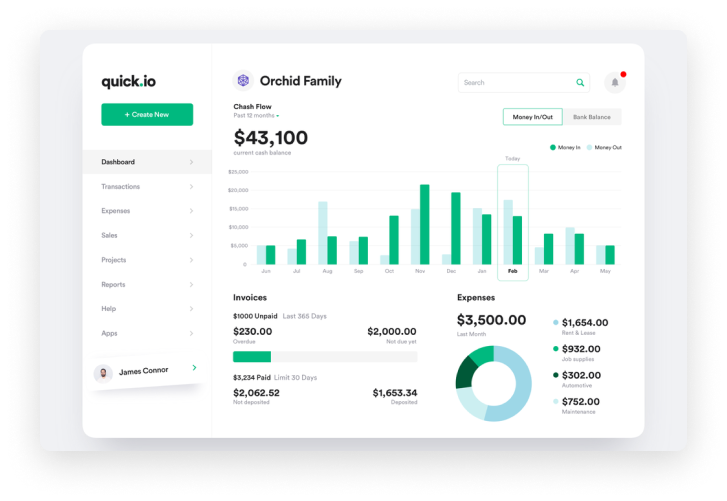 quick.io
+ Create New
Dashboard
Transactions
Expenses
Sales
Projects
Reports
Help
Apps
James Connor
Orchid Family
Search
Chash Flow
Past 12 months
$43,100
current cash balance
Money In/Out
Bank Balance
Money In
Money Out
Today
$25,000
$20,000
$15,000
$10,000
$5,000
0
Jun
Jul
Aug
Sep
Oct
Nov
Dec
Jan
Feb
Mar
Apr
May
Invoices
$1000 Unpaid Last 365 Days
$230.00 $2,000.00
Overdue Not due yet
$3,234 Paid Limit 30 Days
$2,062.52 $1,653.34
Not deposited Deposited
Expenses
$3,500.00
Last Month
$1,654.00
Rent & Lease
$932.00
Job supplies
$302.00
Automotive
$752.00
Maintenance